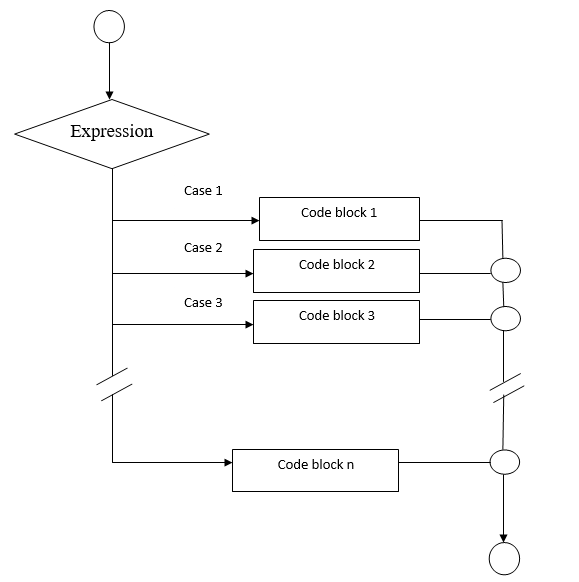 Expression
Case 1
Code block 1
Case 2
Code block 2
Case 3
Code block 3
Code block n